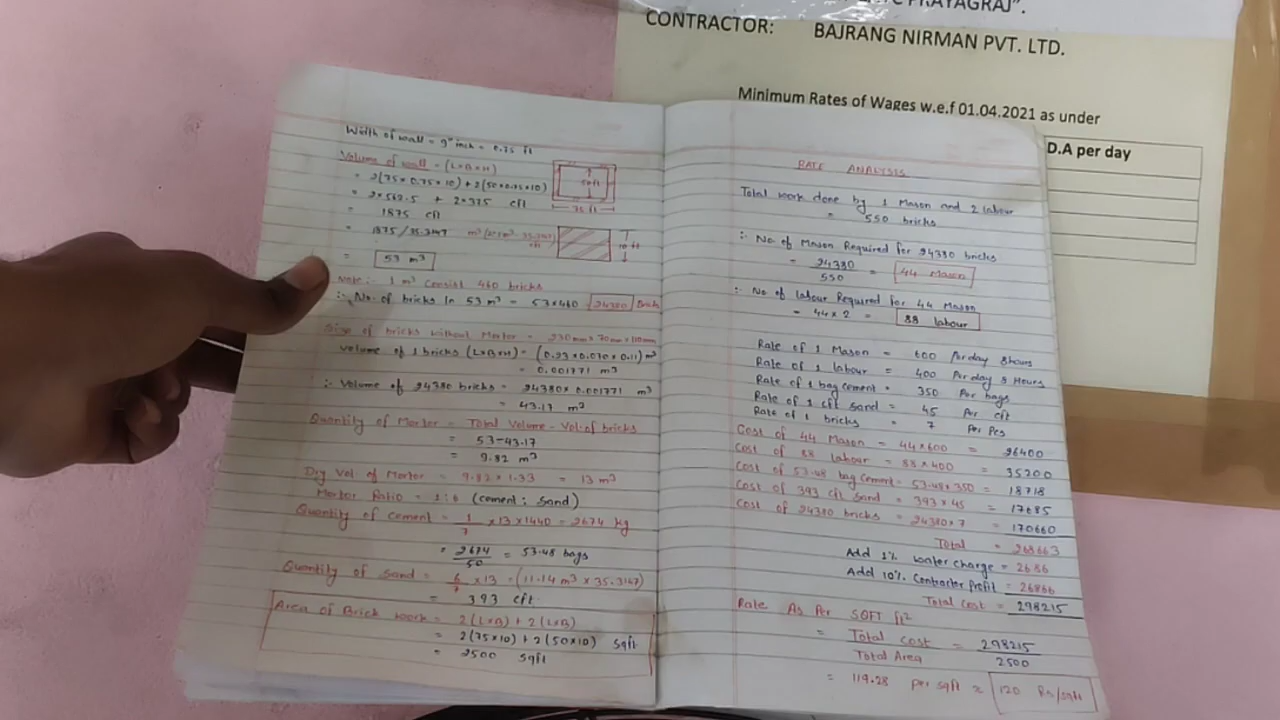 PRAYAGRAJ".
CONTRACTOR: BAJRANG NIRMAN PVT. LTD.
Minimum Rates of Wages w.e.f 01.04.2021 as under
D.A per day
Width of wall = 9" inch = 0.75 ft
Volume of wall = (L×B×H)
= 2(75×0.75×10) + 2(50×0.75×10)
= 2×562.5 + 2×375 cft
= 1875 cft
= 1875/35.3147 m³
= 53 m³
50ft
75 ft
10 ft
Note: 1 m³ consist 460 bricks
∴ No. of bricks in 53 m³ = 53×460 24380 Bricks
Size of bricks without Mortar = 230mm×70mm×110mm
Volume of 1 bricks (L×B×H) = (0.23×0.070×0.11) m³
= 0.001771 m³
∴ Volume of 24380 bricks = 24380×0.001771 m³
= 43.17 m³
Quantity of Mortar = Total Volume - Vol: of bricks
= 53-43.17
= 9.82 m³
Dry Vol. of Mortar = 9.82×1.33 = 13 m³
Mortar Ratio = 1:6 (cement: sand)
Quantity of Cement = 1/7 ×13×1440 = 2674 kg
= 2674/50 = 53.48 bags
Quantity of Sand = 6/7 ×13 = (11.14 m³ × 35.3147)
= 393 cft.
Area of Brick work = 2(L×B) + 2(L×B)
= 2(75×10) + 2(50×10) Sqft
= 2500 Sqft
RATE ANALYSIS
Total work done by 1 Mason and 2 labour
= 550 bricks
∴ No of Mason Required for 24380 bricks
= 24380/550 = 44 Mason
∴ No of labour Required for 44 Mason
= 44×2 = 88 labour
Rate of 1 Mason = 600 Per day 8hours
Rate of 1 labour = 400 Per day 8 Hours
Rate of 1 bag cement = 350 Per bags
Rate of 1 cft sand = 45 Per cft
Rate of 1 bricks = 7 Per Pcs
Cost of 44 Mason = 44×600 = 26400
Cost of 88 labour = 88×400 = 35200
Cost of 53.48 bag cement = 53.48×350 = 18718
Cost of 393 cft sand = 393×45 = 17685
Cost of 24380 bricks = 24380×7 = 170660
Total = 268663
Add 1% water charge = 2686
Add 10% Contractor profit = 26866
Total cost = 298215
Rate As Per SQFT ft²
= Total cost/Total Area = 298215/2500
= 119.28 per sqft ≈ 120 Rs/sqft